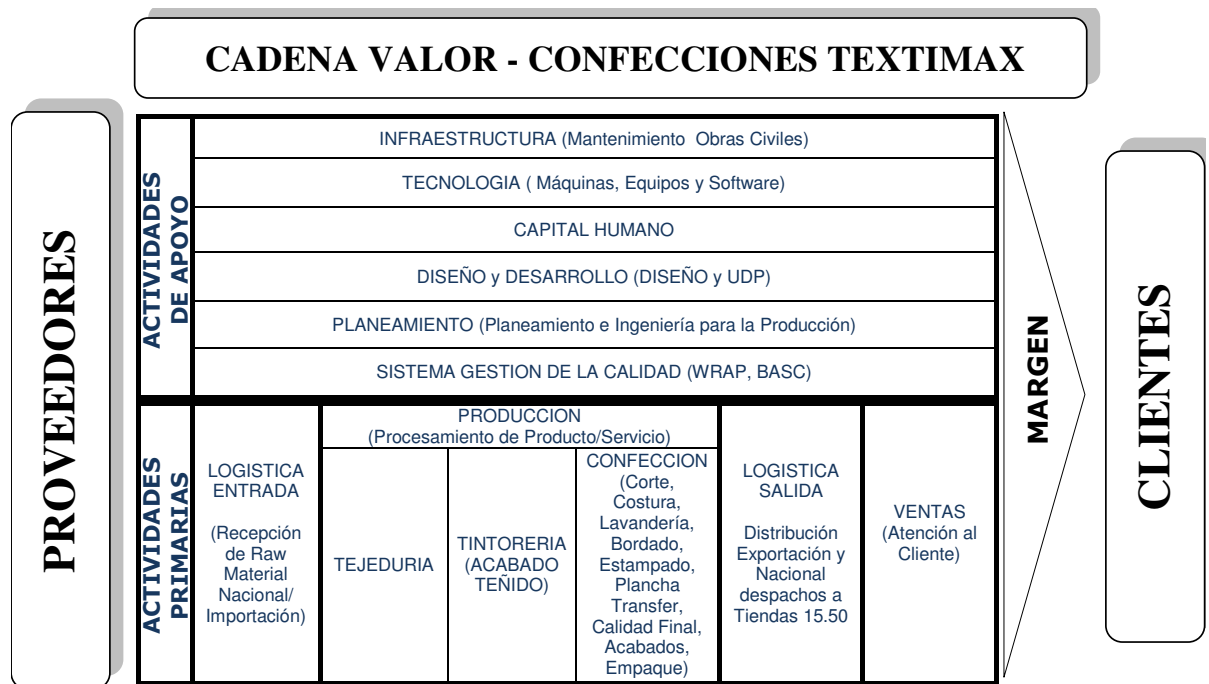 CADENA VALOR - CONFECCIONES TEXTIMAX
PROVEEDORES
ACTIVIDADES
DE APOYO
INFRAESTRUCTURA (Mantenimiento Obras Civiles)
TECNOLOGIA ( Máquinas, Equipos y Software)
CAPITAL HUMANO
DISEÑO y DESARROLLO (DISEÑO y UDP)
PLANEAMIENTO (Planeamiento e Ingeniería para la Producción)
SISTEMA GESTION DE LA CALIDAD (WRAP, BASC)
ACTIVIDADES
PRIMARIAS
LOGISTICA
ENTRADA
(Recepción
de Raw
Material
Nacional/
Importación)
PRODUCCION
(Procesamiento de Producto/Servicio)
TEJEDURIA
TINTORERIA
(ACABADO
TEÑIDO)
CONFECCION
(Corte,
Costura,
Lavandería,
Bordado,
Estampado,
Plancha
Transfer,
Calidad Final,
Acabados,
Empaque)
LOGISTICA
SALIDA
Distribución
Exportación y
Nacional
despachos a
Tiendas 15.50
VENTAS
(Atención al
Cliente)
MARGEN
CLIENTES